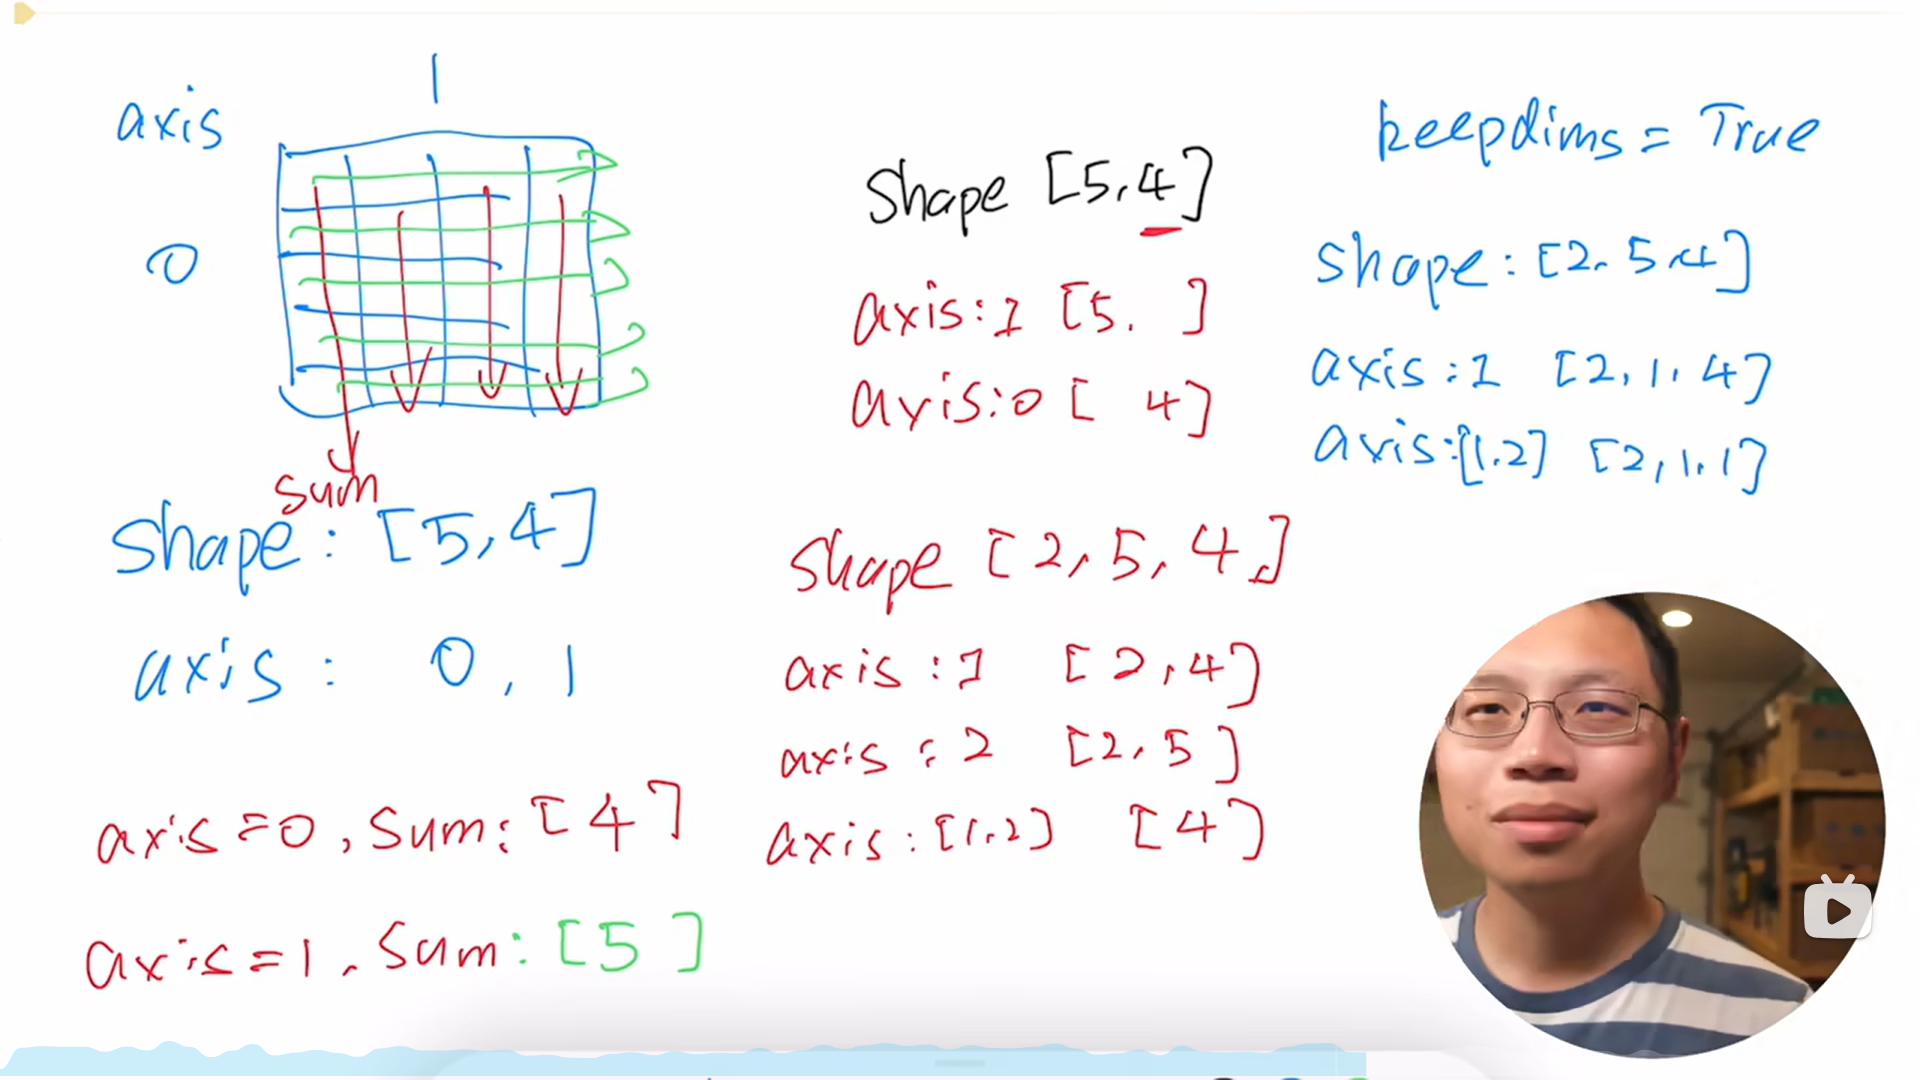 1
axis
0
sum
shape: [5,4]
axis: 0, 1
axis=0, sum: [4]
axis=1, sum: [5 ]
shape [5,4]
axis:1 [5, ]
axis:0 [ 4]
shape [2,5,4,]
axis:1 [2,4]
axis:2 [2,5]
axis:[1,2] [4]
keepdims = True
shape: [2,5,4]
axis:1 [2,1,4]
axis:[1,2] [2,1,1]